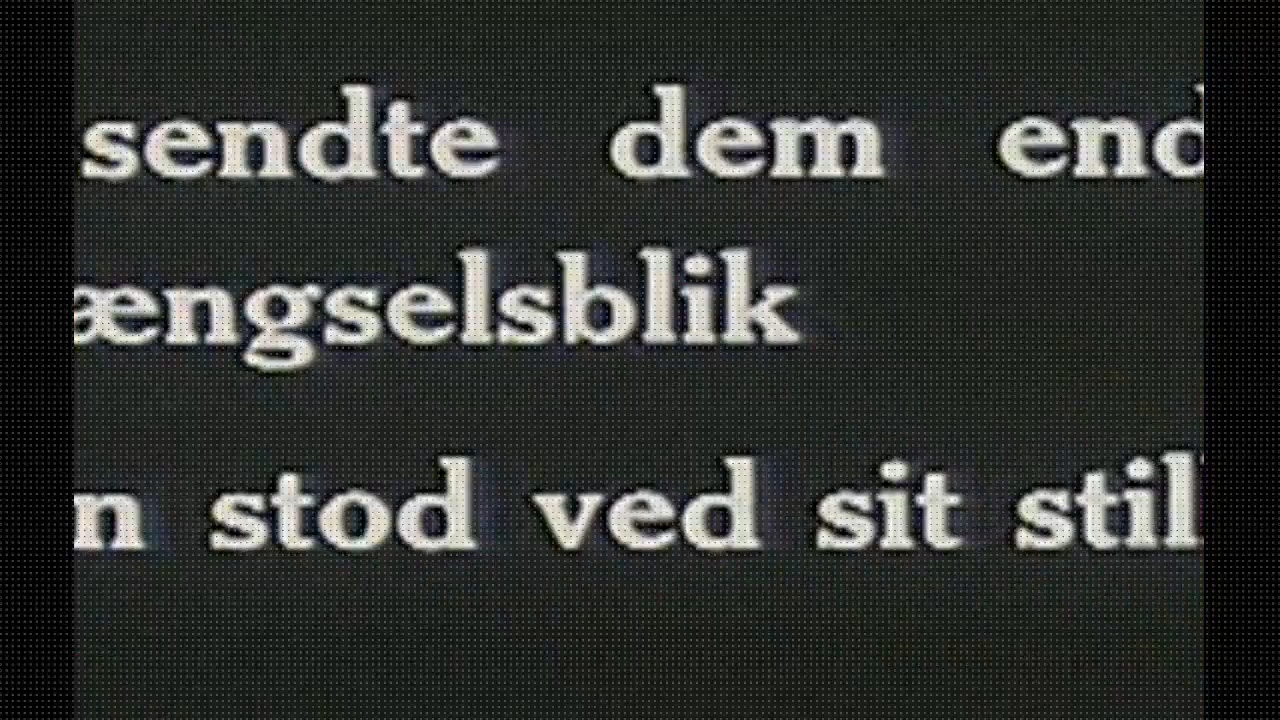 sendte dem end
ængselsblik
n stod ved sit stil